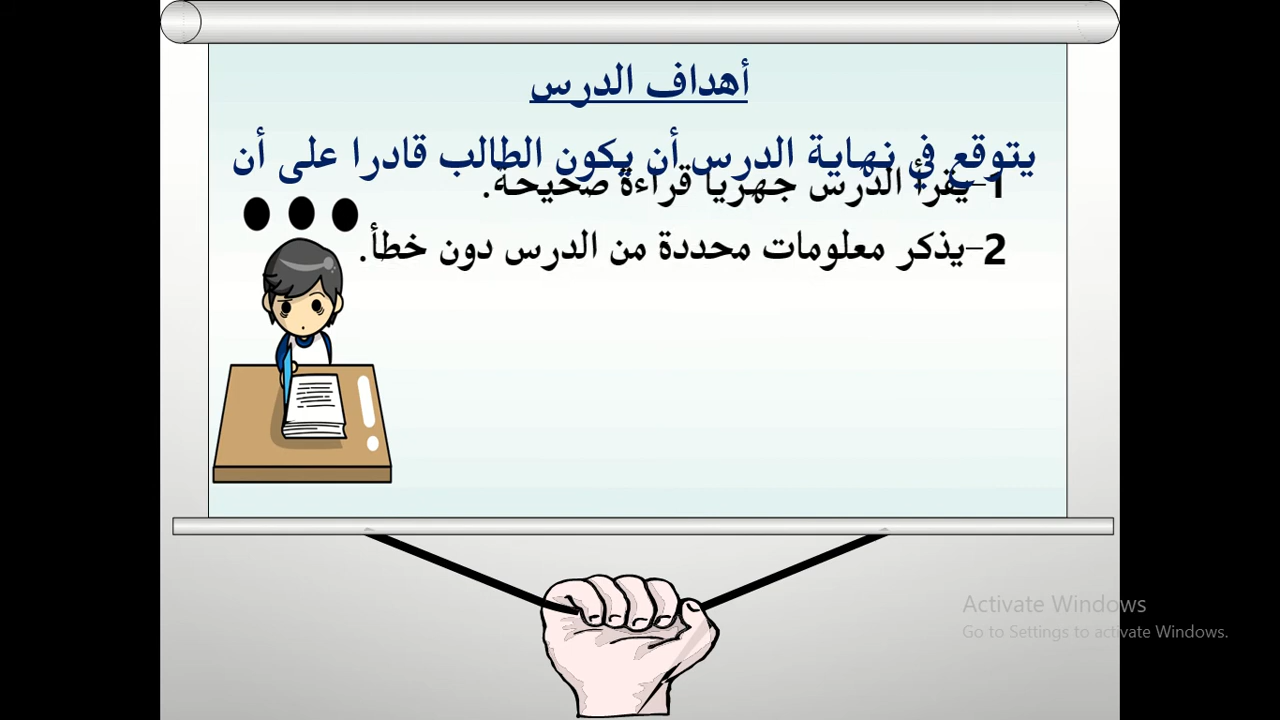 أهداف الدرس
يتوقع في نهاية الدرس أن يكون الطالب قادرا على أن
1-يقرأ الدرس جهريا قراءة صحيحة.
2-يذكر معلومات محددة من الدرس دون خطأ.
Activate Windows
Go to Settings to activate Windows.